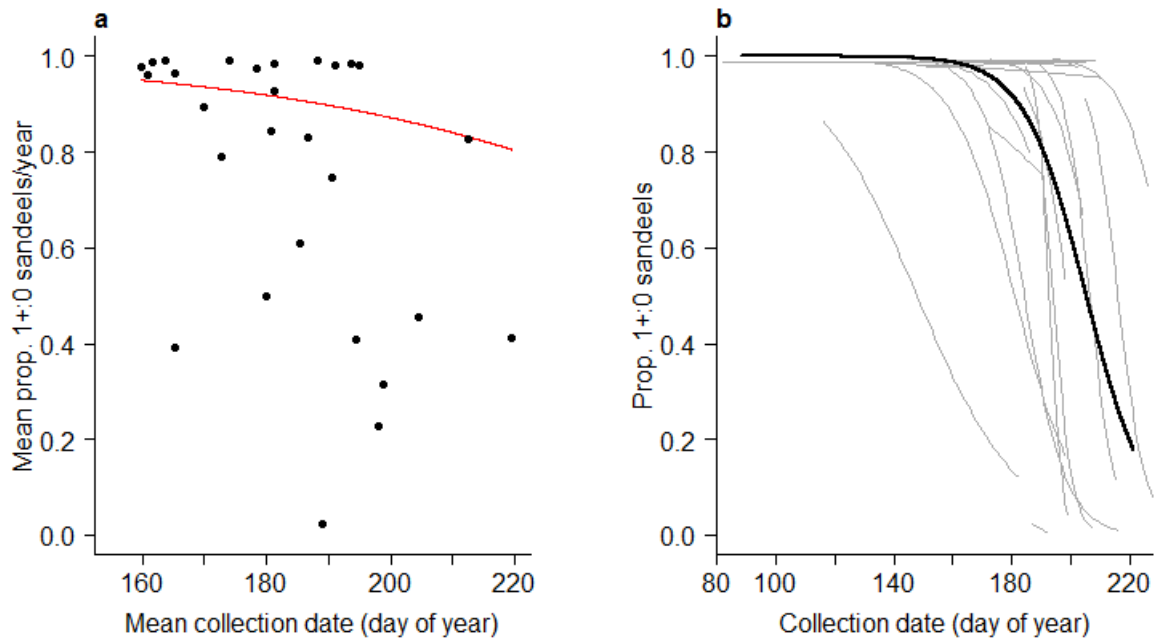 a
Mean prop. 1+:0 sandeels/year
1.0
0.8
0.6
0.4
0.2
0.0
160 180 200 220
Mean collection date (day of year)
b
Prop. 1+:0 sandeels
1.0
0.8
0.6
0.4
0.2
0.0
80 100 140 180 220
Collection date (day of year)